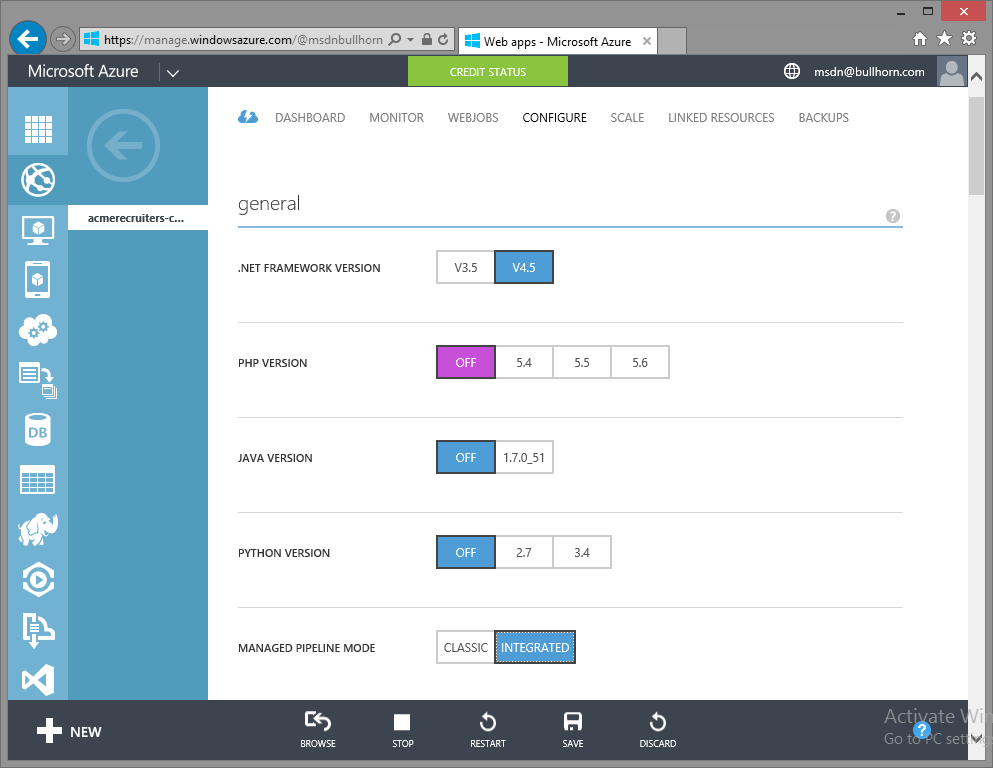 https://manage.windowsazure.com/@msdnbullhorn
Web apps - Microsoft Azure
Microsoft Azure
CREDIT STATUS
msdn@bullhorn.com
DASHBOARD MONITOR WEBJOBS CONFIGURE SCALE LINKED RESOURCES BACKUPS
acmerecruiters-c...
general
?
.NET FRAMEWORK VERSION V3.5 V4.5
PHP VERSION OFF 5.4 5.5 5.6
JAVA VERSION OFF 1.7.0_51
DB
PYTHON VERSION OFF 2.7 3.4
MANAGED PIPELINE MODE CLASSIC INTEGRATED
NEW
BROWSE STOP RESTART SAVE DISCARD
?
Activate Win
Go to PC settings